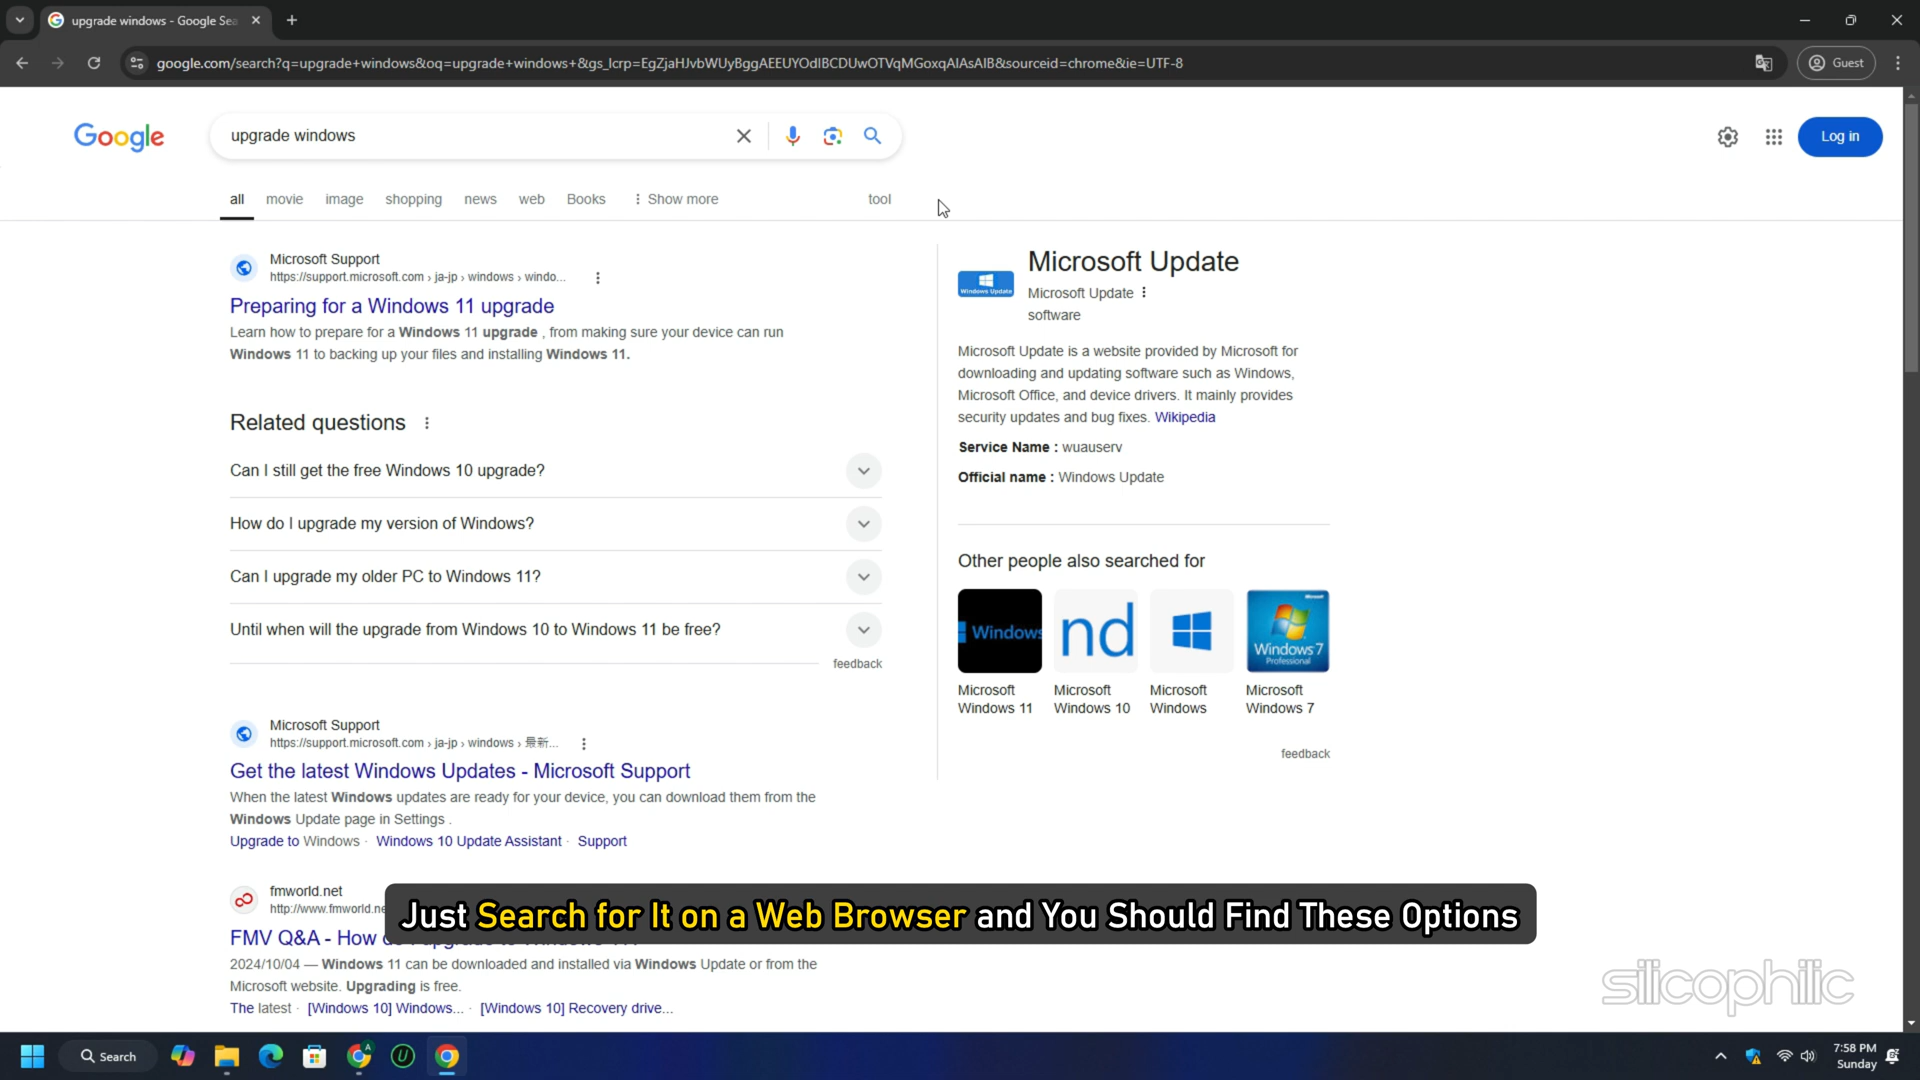 upgrade windows - Google Sea
google.com/search?q=upgrade+windows&oq=upgrade+windows+&gs_lcrp=EgZjaHJvbWUyBggAEEUYOdIBCDUwOTVqMGoxqAIAsAIB&sourceid=chrome&ie=UTF-8
Guest
Google
upgrade windows
Log in
all movie image shopping news web Books Show more tool
Microsoft Support
https://support.microsoft.com › ja-jp › windows › windo...
Preparing for a Windows 11 upgrade
Learn how to prepare for a Windows 11 upgrade , from making sure your device can run
Windows 11 to backing up your files and installing Windows 11.
Related questions
Can I still get the free Windows 10 upgrade?
How do I upgrade my version of Windows?
Can I upgrade my older PC to Windows 11?
Until when will the upgrade from Windows 10 to Windows 11 be free?
feedback
Microsoft Support
https://support.microsoft.com › ja-jp › windows › 最新...
Get the latest Windows Updates - Microsoft Support
When the latest Windows updates are ready for your device, you can download them from the
Windows Update page in Settings .
Upgrade to Windows · Windows 10 Update Assistant · Support
fmworld.net
http://www.fmworld.ne
FMV Q&A - How
2024/10/04 — Windows 11 can be downloaded and installed via Windows Update or from the
Microsoft website. Upgrading is free.
The latest · [Windows 10] Windows... · [Windows 10] Recovery drive...
Windows Update
Microsoft Update
Microsoft Update
software
Microsoft Update is a website provided by Microsoft for
downloading and updating software such as Windows,
Microsoft Office, and device drivers. It mainly provides
security updates and bug fixes. Wikipedia
Service Name : wuauserv
Official name : Windows Update
Other people also searched for
Windows
nd
Microsoft
Windows 7
Professional
Microsoft
Windows 11
Microsoft
Windows 10
Microsoft
Windows
Microsoft
Windows 7
feedback
Just Search for It on a Web Browser and You Should Find These Options
silicophilic
Search
A
U
7:58 PM
Sunday